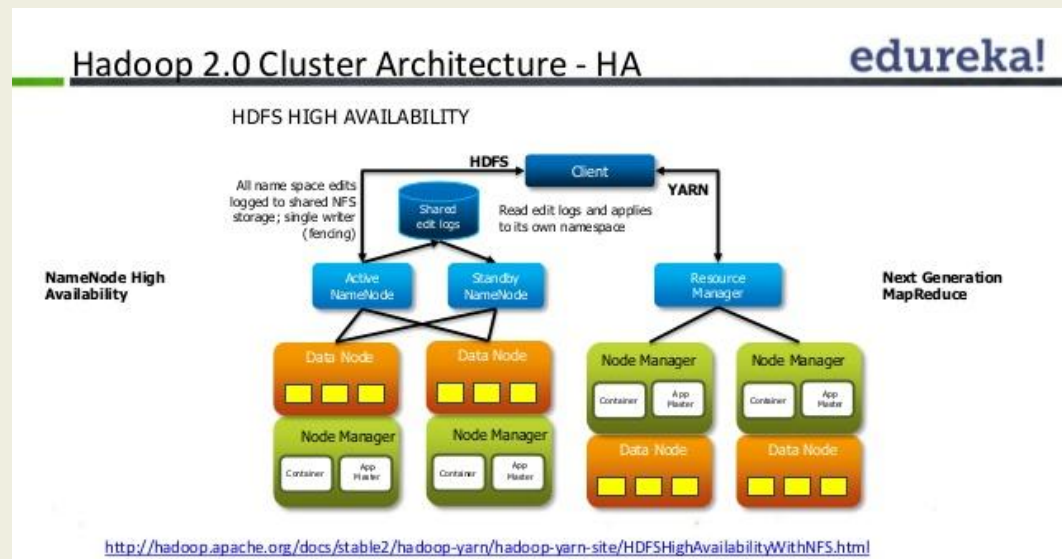 Hadoop 2.0 Cluster Architecture - HA
edureka!
HDFS HIGH AVAILABILITY
HDFS
Client
YARN
All name space edits
logged to shared NFS
storage; single writer
(fencing)
Shared
edit logs
Read edit logs and applies
to its own namespace
NameNode High
Availability
Active
NameNode
Standby
NameNode
Resource
Manager
Next Generation
MapReduce
Data Node
Data Node
Node Manager
Container
App
Master
Node Manager
Container
App
Master
Node Manager
Container
App
Master
Node Manager
Container
App
Master
Data Node
Data Node
http://hadoop.apache.org/docs/stable2/hadoop-yarn/hadoop-yarn-site/HDFSHighAvailabilityWithNFS.html